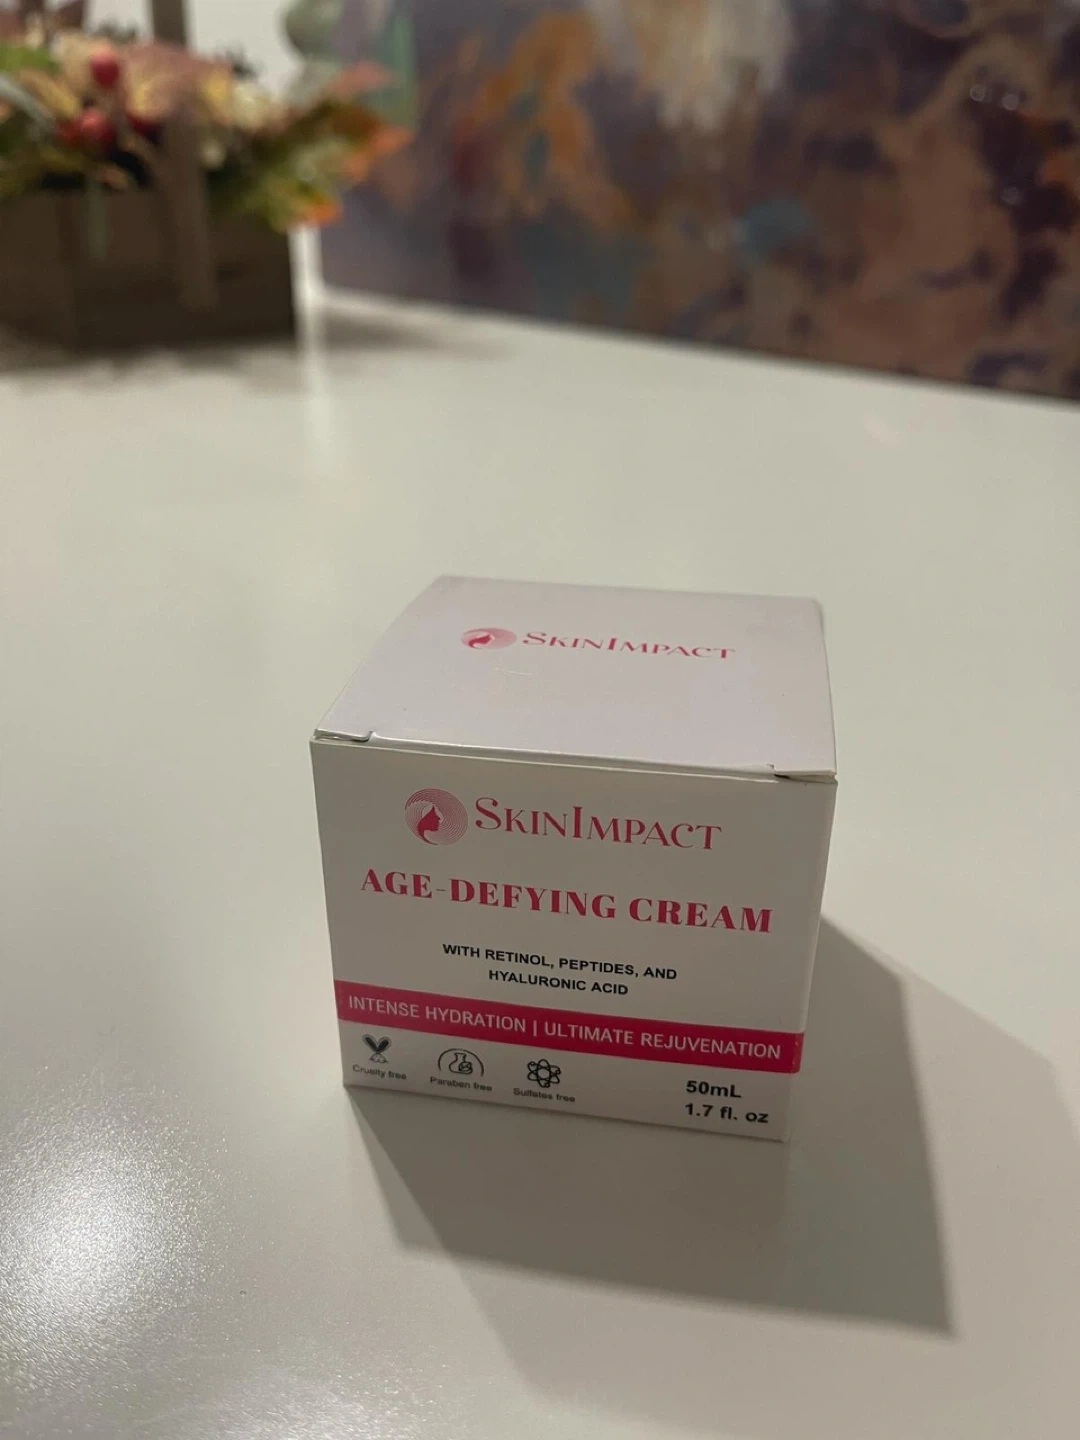 SKINIMPACT
SKINIMPACT
AGE-DEFYING CREAM
WITH RETINOL, PEPTIDES, AND
HYALURONIC ACID
INTENSE HYDRATION | ULTIMATE REJUVENATION
Cruelty free
Paraben free
Sulfates free
50mL
1.7 fl. oz